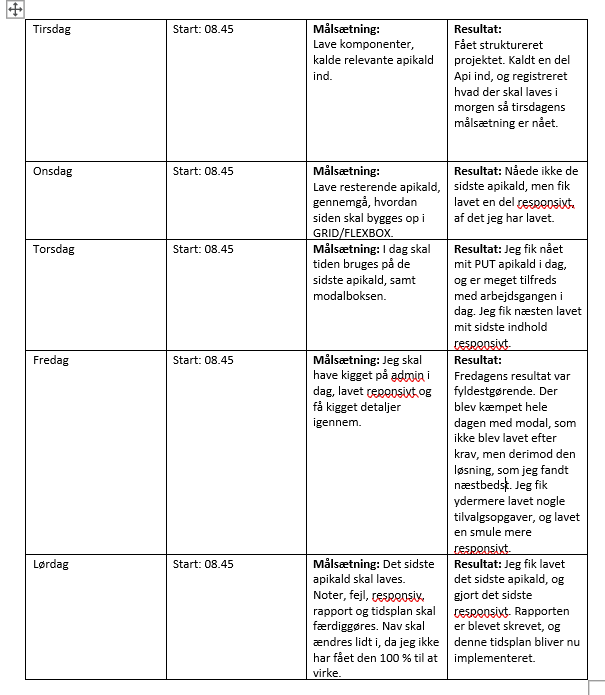 Tirsdag
Start: 08.45
Målsætning:
Lave komponenter,
kalde relevante apikald
ind.
Resultat:
Fået struktureret
projektet. Kaldt en del
Api ind, og registreret
hvad der skal laves i
morgen så tirsdagens
målsætning er nået.
Onsdag
Start: 08.45
Målsætning:
Lave resterende apikald,
gennemgå, hvordan
siden skal bygges op i
GRID/FLEXBOX.
Resultat: Nåede ikke de
sidste apikald, men fik
lavet en del responsivt,
af det jeg har lavet.
Torsdag
Start: 08.45
Målsætning: I dag skal
tiden bruges på de
sidste apikald, samt
modalboksen.
Resultat: Jeg fik nået
mit PUT apikald i dag,
og er meget tilfreds
med arbejdsgangen i
dag. Jeg fik næsten lavet
mit sidste indhold
responsivt.
Fredag
Start: 08.45
Målsætning: Jeg skal
have kigget på admin i
dag, lavet reponsivt og
få kigget detaljer
igennem.
Resultat:
Fredagens resultat var
fyldestgørende. Der
blev kæmpet hele
dagen med modal, som
ikke blev lavet efter
krav, men derimod den
løsning, som jeg fandt
næstbedst. Jeg fik
ydermere lavet nogle
tilvalgsopgaver, og lavet
en smule mere
responsivt.
Lørdag
Start: 08.45
Målsætning: Det sidste
apikald skal laves.
Noter, fejl, responsiv,
rapport og tidsplan skal
færdiggøres. Nav skal
ændres lidt i, da jeg ikke
har fået den 100 % til at
virke.
Resultat: Jeg fik lavet
det sidste apikald, og
gjort det sidste
responsivt. Rapporten
er blevet skrevet, og
denne tidsplan bliver nu
implementeret.